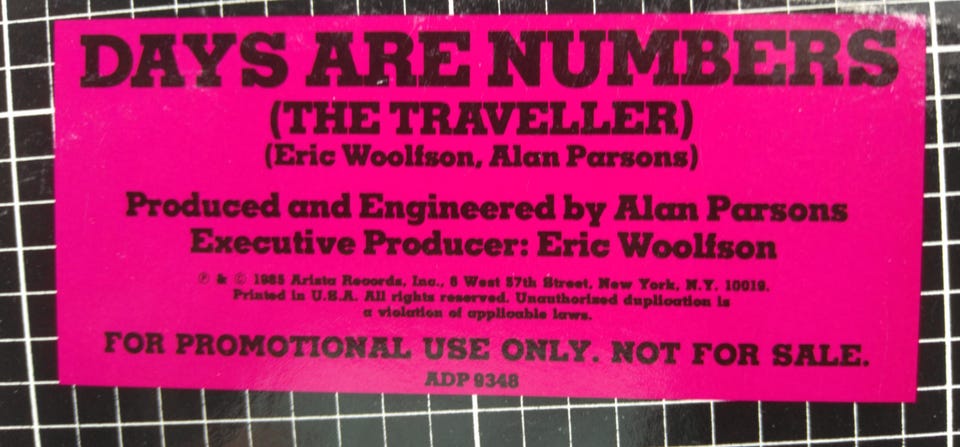 DAYS ARE NUMBERS
(THE TRAVELLER)
(Eric Woolfson, Alan Parsons)
Produced and Engineered by Alan Parsons
Executive Producer: Eric Woolfson
℗ & © 1985 Arista Records, Inc., 6 West 57th Street, New York, N.Y. 10019.
Printed in U.S.A. All rights reserved. Unauthorized duplication is
a violation of applicable laws.
FOR PROMOTIONAL USE ONLY. NOT FOR SALE.
ADP 9348